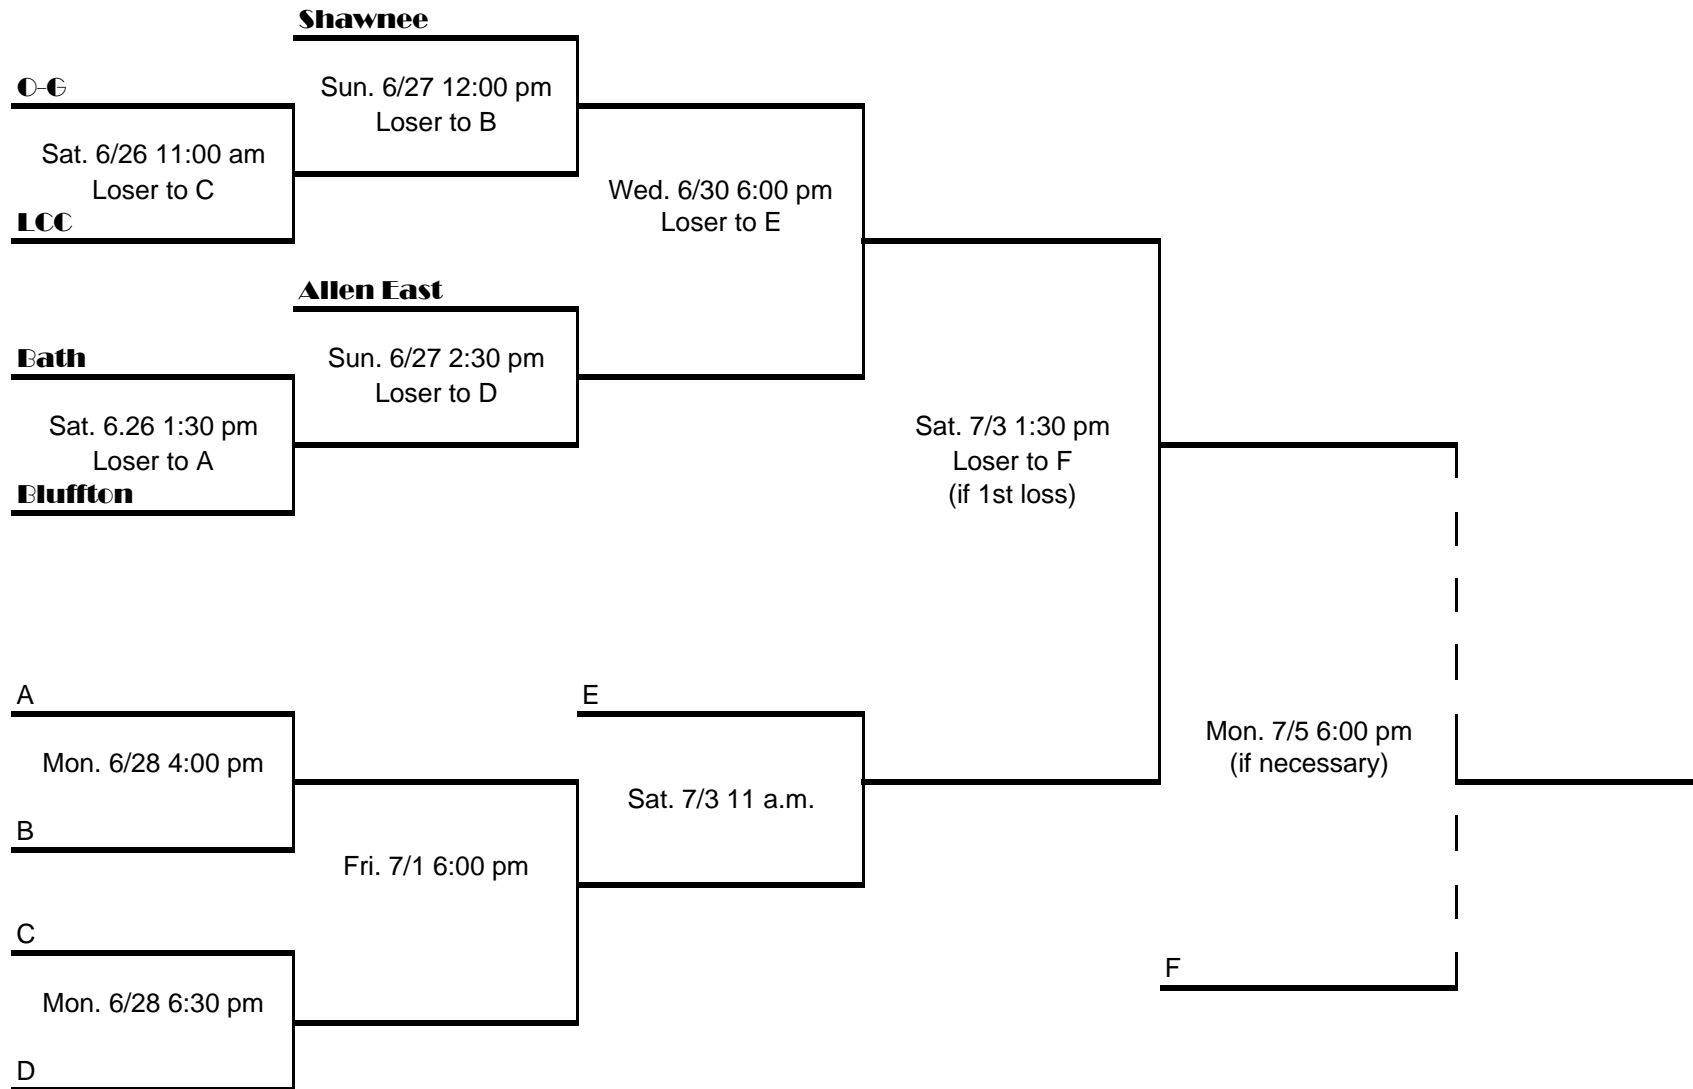 Shawnee
O-G
Sun. 6/27 12:00 pm
Loser to B
Sat. 6/26 11:00 am
Loser to C
Wed. 6/30 6:00 pm
Loser to E
LCC
Allen East
Bath
Sun. 6/27 2:30 pm
Loser to D
Sat. 6.26 1:30 pm
Loser to A
Sat. 7/3 1:30 pm
Loser to F
(if 1st loss)
Bluffton
A
E
Mon. 6/28 4:00 pm
Mon. 7/5 6:00 pm
(if necessary)
Sat. 7/3 11 a.m.
B
Fri. 7/1 6:00 pm
C
F
Mon. 6/28 6:30 pm
D